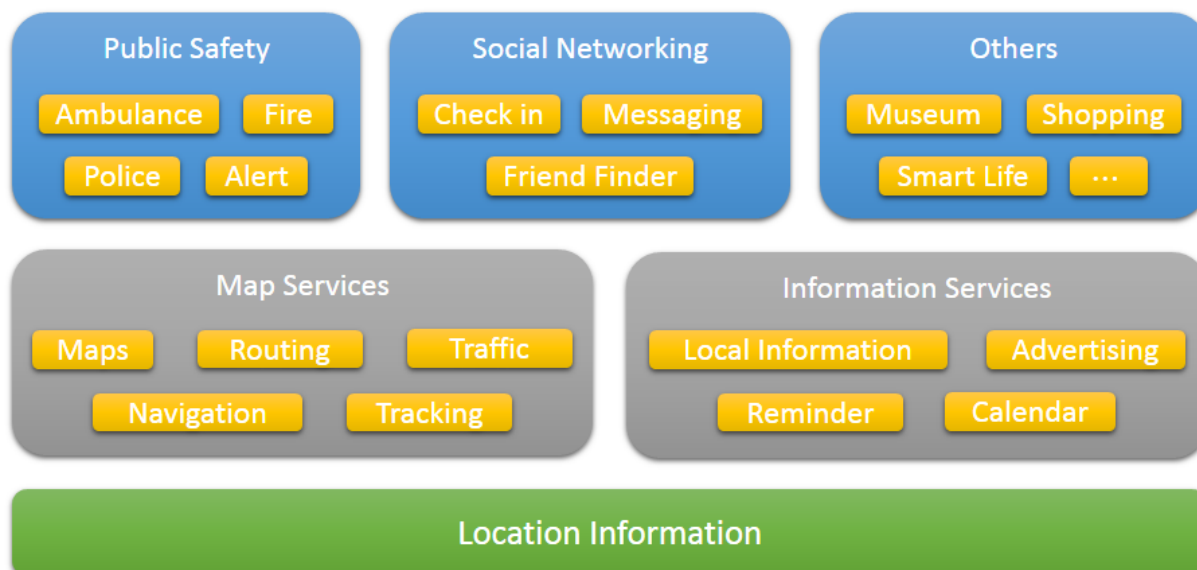 Public Safety
Ambulance Fire
Police Alert
Social Networking
Check in Messaging
Friend Finder
Others
Museum Shopping
Smart Life ...
Map Services
Maps Routing Traffic
Navigation Tracking
Information Services
Local Information Advertising
Reminder Calendar
Location Information